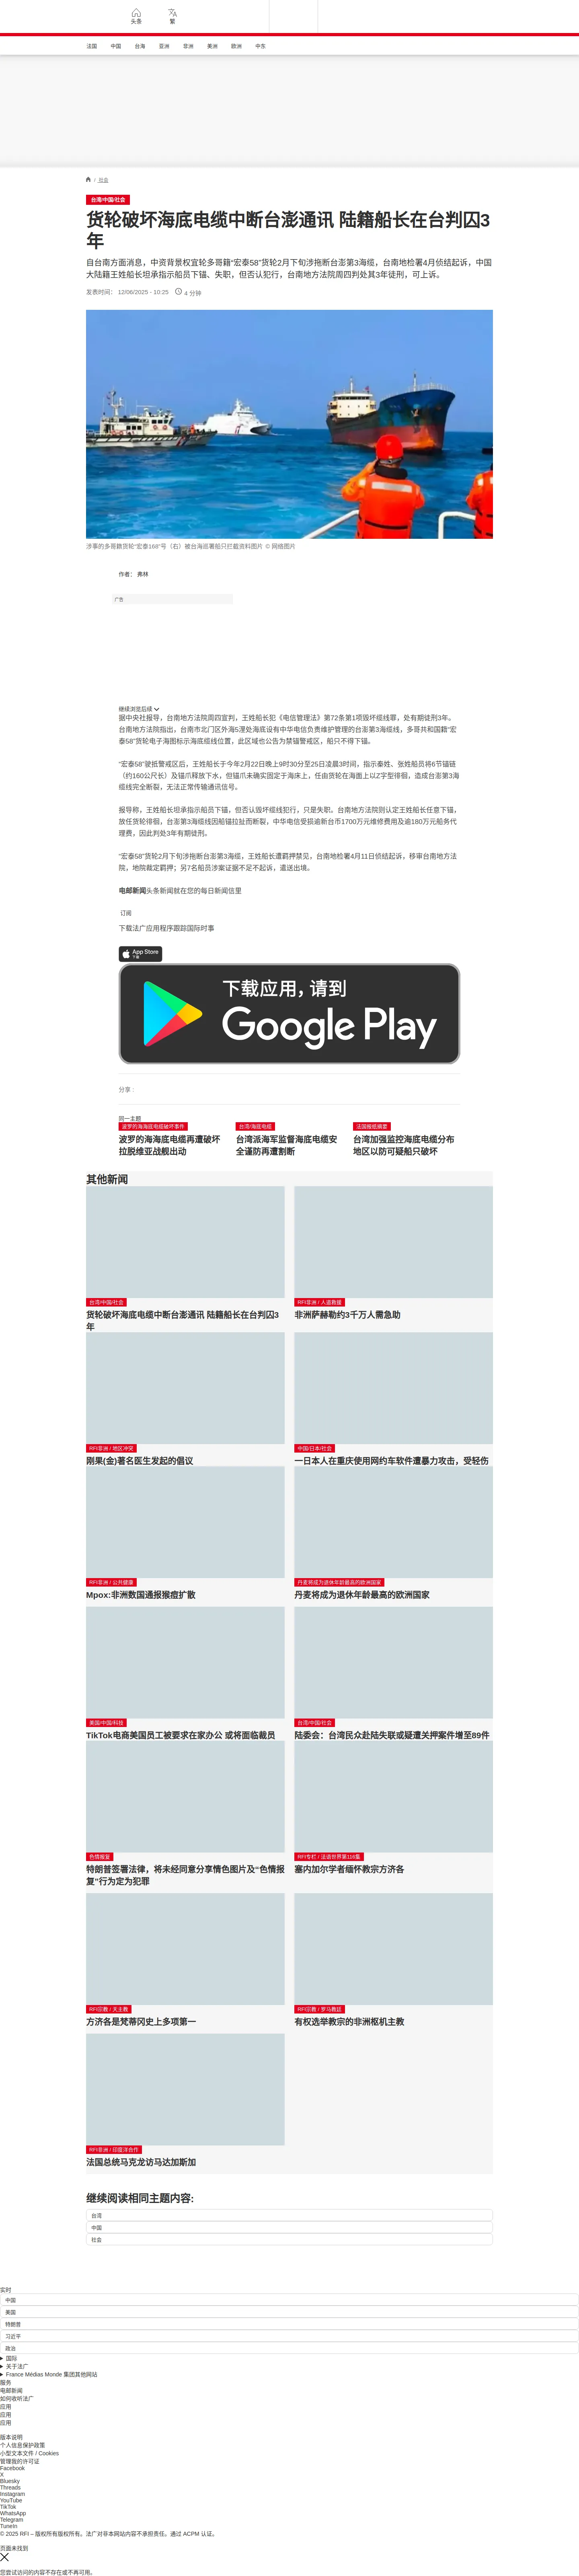 头条
繁
法国 中国 台海 亚洲 非洲 美洲 欧洲 中东
/ 社会
台湾/中国/社会
货轮破坏海底电缆中断台澎通讯 陆籍船长在台判囚3
年
自台南方面消息，中资背景权宜轮多哥籍“宏泰58”货轮2月下旬涉拖断台澎第3海缆，台南地检署4月侦结起诉，中国
大陆籍王姓船长坦承指示船员下锚、失职，但否认犯行，台南地方法院周四判处其3年徒刑，可上诉。
发表时间： 12/06/2025 - 10:25 4 分钟
涉事的多哥籍货轮“宏泰168”号（右）被台海巡署船只拦截资料图片 © 网络图片
作者： 弗林
广告
继续浏览后续
据中央社报导，台南地方法院周四宣判，王姓船长犯《电信管理法》第72条第1项毁坏缆线罪，处有期徒刑3年。
台南地方法院指出，台南市北门区外海5浬处海底设有中华电信负责维护管理的台澎第3海缆线，多哥共和国籍“宏
泰58”货轮电子海图标示海底缆线位置，此区域也公告为禁锚警戒区，船只不得下锚。
“宏泰58”驶抵警戒区后，王姓船长于今年2月22日晚上9时30分至25日凌晨3时间，指示秦姓、张姓船员将6节锚链
（约160公尺长）及锚爪释放下水，但锚爪未确实固定于海床上，任由货轮在海面上以Z字型徘徊，造成台澎第3海
缆线完全断裂，无法正常传输通讯信号。
报导称，王姓船长坦承指示船员下锚，但否认毁坏缆线犯行，只是失职。台南地方法院则认定王姓船长任意下锚，
放任货轮徘徊，台澎第3海缆线因船锚拉扯而断裂，中华电信受损逾新台币1700万元维修费用及逾180万元船务代
理费，因此判处3年有期徒刑。
“宏泰58”货轮2月下旬涉拖断台澎第3海缆，王姓船长遭羁押禁见，台南地检署4月11日侦结起诉，移审台南地方法
院，地院裁定羁押；另7名船员涉案证据不足不起诉，遣送出境。
电邮新闻头条新闻就在您的每日新闻信里
订阅
下载法广应用程序跟踪国际时事
App Store
下载
下载应用，请到
Google Play
分享 :
同一主题
波罗的海海底电缆破坏事件
波罗的海海底电缆再遭破坏
拉脱维亚战舰出动
台湾/海底电缆
台湾派海军监督海底电缆安
全谨防再遭割断
法国报纸摘要
台湾加强监控海底电缆分布
地区以防可疑船只破坏
其他新闻
台湾/中国/社会
货轮破坏海底电缆中断台澎通讯 陆籍船长在台判囚3
年
RFI非洲 / 人道救援
非洲萨赫勒约3千万人需急助
RFI非洲 / 地区冲突
刚果(金)著名医生发起的倡议
中国/日本/社会
一日本人在重庆使用网约车软件遭暴力攻击，受轻伤
RFI非洲 / 公共健康
Mpox:非洲数国通报猴痘扩散
丹麦将成为退休年龄最高的欧洲国家
丹麦将成为退休年龄最高的欧洲国家
美国/中国/科技
TikTok电商美国员工被要求在家办公 或将面临裁员
台湾/中国/社会
陆委会：台湾民众赴陆失联或疑遭关押案件增至89件
色情报复
特朗普签署法律，将未经同意分享情色图片及“色情报
复”行为定为犯罪
RFI专栏 / 法语世界第116集
塞内加尔学者缅怀教宗方济各
RFI宗教 / 天主教
方济各是梵蒂冈史上多项第一
RFI宗教 / 罗马教廷
有权选举教宗的非洲枢机主教
RFI非洲 / 印度洋合作
法国总统马克龙访马达加斯加
继续阅读相同主题内容:
台湾
中国
社会
实时
中国
美国
特朗普
习近平
政治
国际
关于法广
France Médias Monde 集团其他网站
服务
电邮新闻
如何收听法广
应用
应用
应用
版本说明
个人信息保护政策
小型文本文件 / Cookies
管理我的许可证
Facebook
X
Bluesky
Threads
Instagram
YouTube
TikTok
WhatsApp
Telegram
TuneIn
© 2025 RFI – 版权所有版权所有。法广对非本网站内容不承担责任。通过 ACPM 认证。
页面未找到
您尝试访问的内容不存在或不再可用。